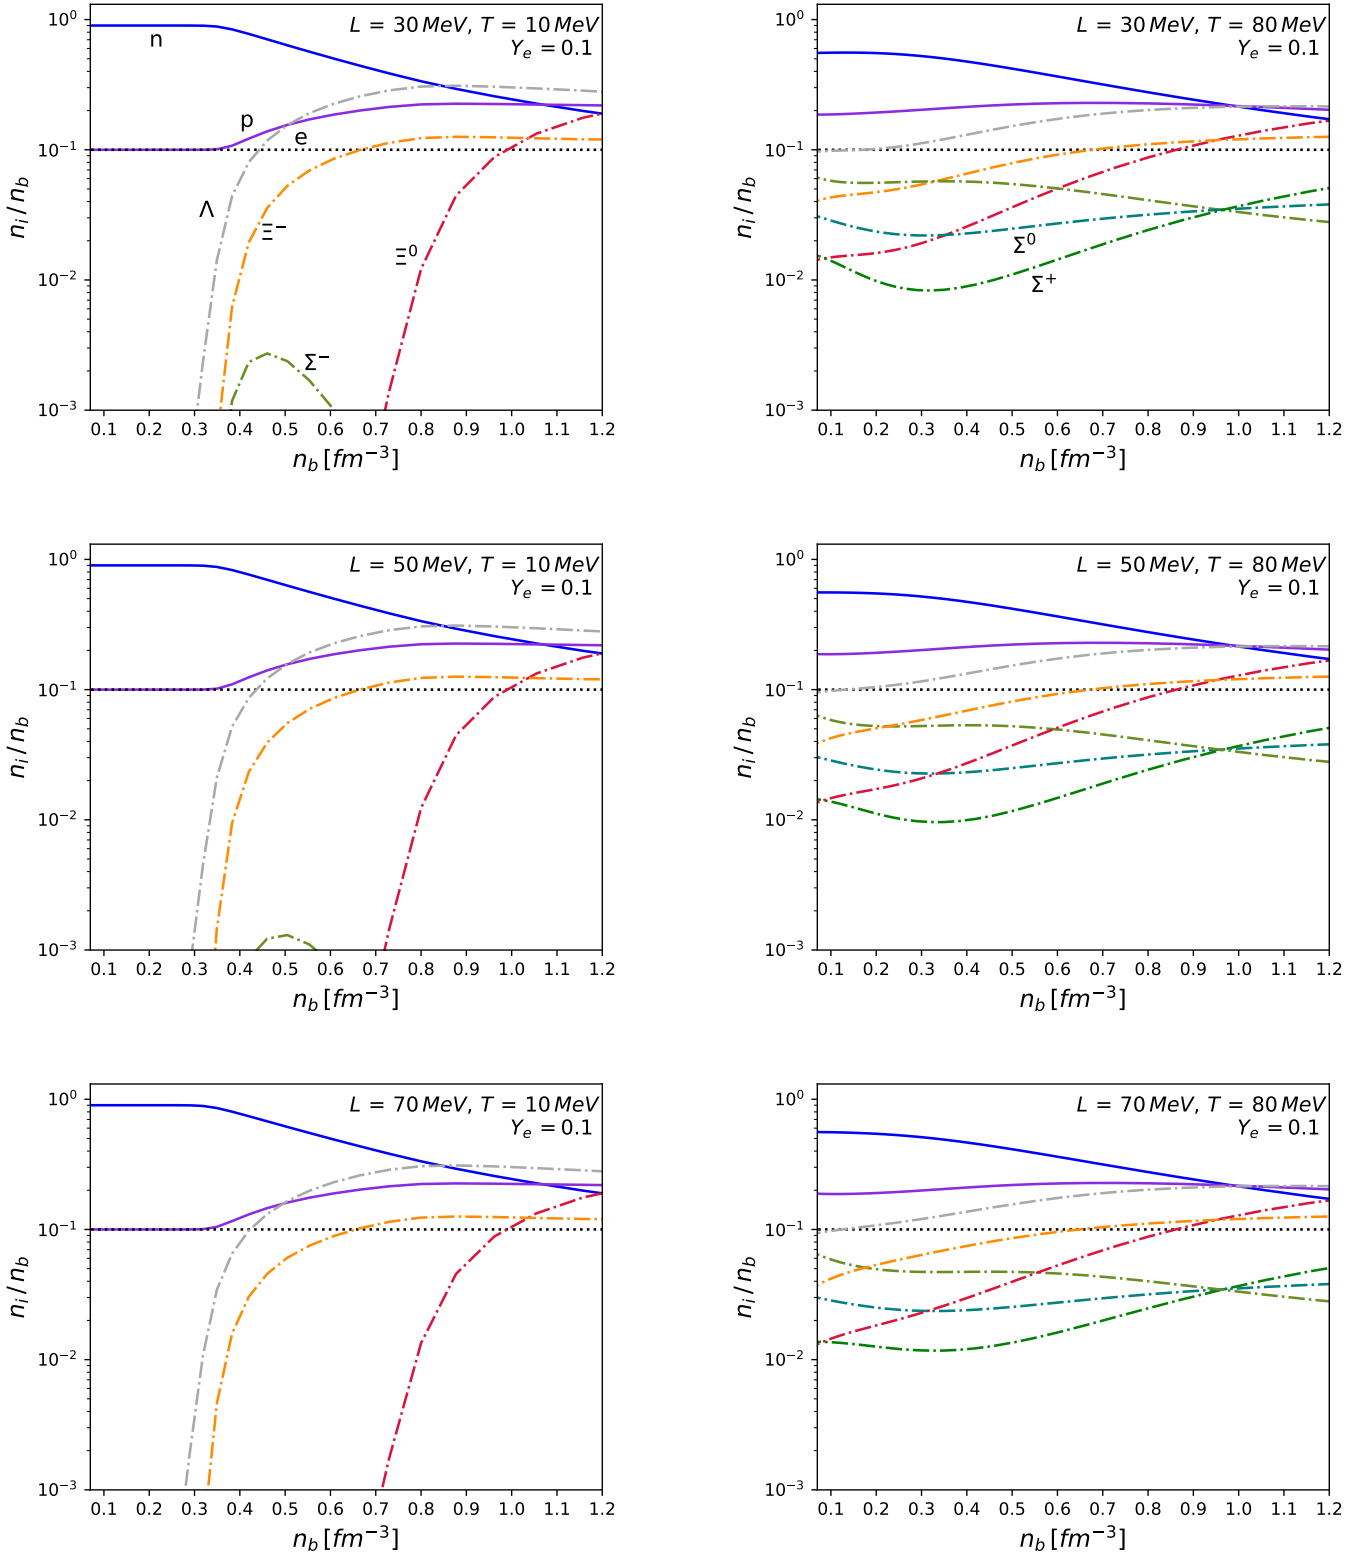 L = 30 MeV, T = 10 MeV
Y_e = 0.1
n
p
e
Λ
Ξ⁻
Ξ⁰
Σ⁻
10⁰
10⁻¹
10⁻²
10⁻³
n_i/n_b
0.1 0.2 0.3 0.4 0.5 0.6 0.7 0.8 0.9 1.0 1.1 1.2
n_b [fm⁻³]
L = 30 MeV, T = 80 MeV
Y_e = 0.1
Σ⁰
Σ⁺
10⁰
10⁻¹
10⁻²
10⁻³
n_i/n_b
0.1 0.2 0.3 0.4 0.5 0.6 0.7 0.8 0.9 1.0 1.1 1.2
n_b [fm⁻³]
L = 50 MeV, T = 10 MeV
Y_e = 0.1
10⁰
10⁻¹
10⁻²
10⁻³
n_i/n_b
0.1 0.2 0.3 0.4 0.5 0.6 0.7 0.8 0.9 1.0 1.1 1.2
n_b [fm⁻³]
L = 50 MeV, T = 80 MeV
Y_e = 0.1
10⁰
10⁻¹
10⁻²
10⁻³
n_i/n_b
0.1 0.2 0.3 0.4 0.5 0.6 0.7 0.8 0.9 1.0 1.1 1.2
n_b [fm⁻³]
L = 70 MeV, T = 10 MeV
Y_e = 0.1
10⁰
10⁻¹
10⁻²
10⁻³
n_i/n_b
0.1 0.2 0.3 0.4 0.5 0.6 0.7 0.8 0.9 1.0 1.1 1.2
n_b [fm⁻³]
L = 70 MeV, T = 80 MeV
Y_e = 0.1
10⁰
10⁻¹
10⁻²
10⁻³
n_i/n_b
0.1 0.2 0.3 0.4 0.5 0.6 0.7 0.8 0.9 1.0 1.1 1.2
n_b [fm⁻³]